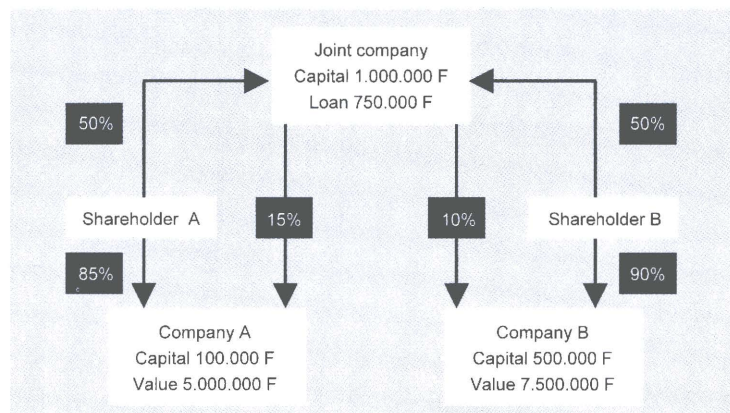 Joint company
Capital 1.000.000 F
Loan 750.000 F
50%
50%
Shareholder A
15%
10%
Shareholder B
85%
90%
Company A
Capital 100.000 F
Value 5.000.000 F
Company B
Capital 500.000 F
Value 7.500.000 F